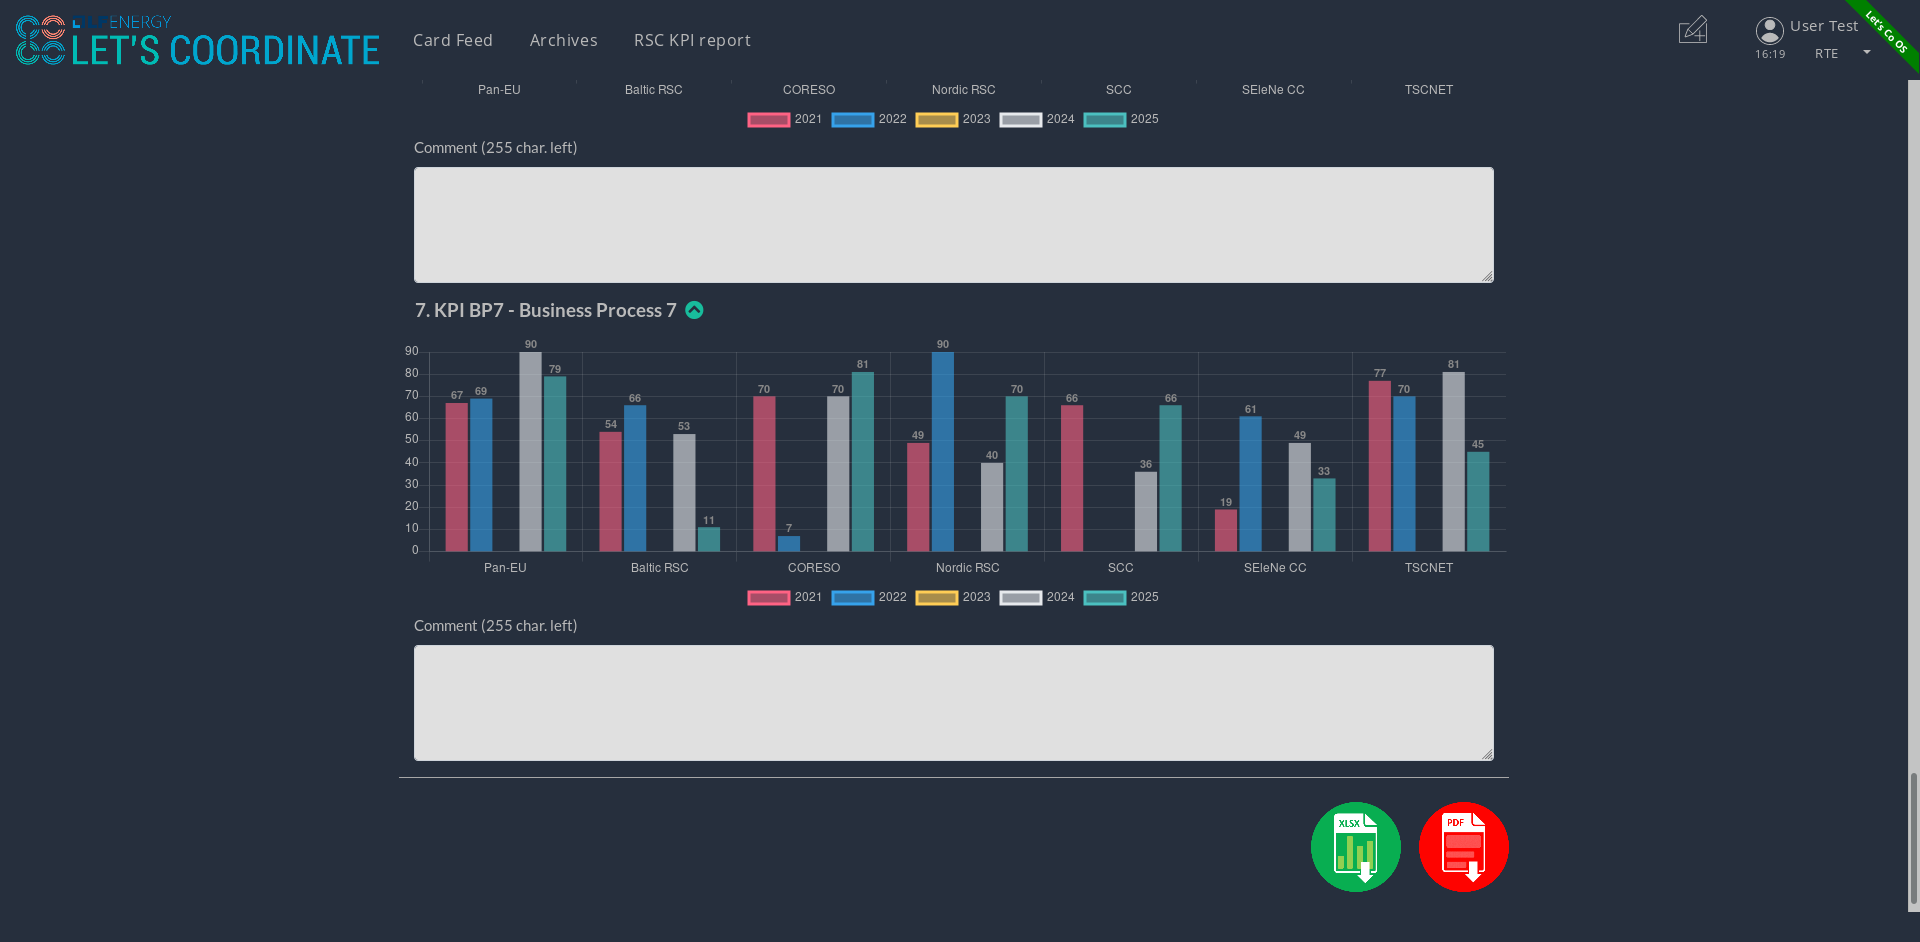 ENERGY
LET'S COORDINATE
Card Feed Archives RSC KPI report
User Test
16:19 RTE
Let's Co OS
Pan-EU Baltic RSC CORESO Nordic RSC SCC SEleNe CC TSCNET
2021 2022 2023 2024 2025
Comment (255 char. left)
7. KPI BP7 - Business Process 7
90
80
70
60
50
40
30
20
10
0
67 69 90 79
54 66 53 11
70 7 70 81
49 90 40 70
66 36 66
19 61 49 33
77 70 81 45
Pan-EU Baltic RSC CORESO Nordic RSC SCC SEleNe CC TSCNET
2021 2022 2023 2024 2025
Comment (255 char. left)
XLSX PDF